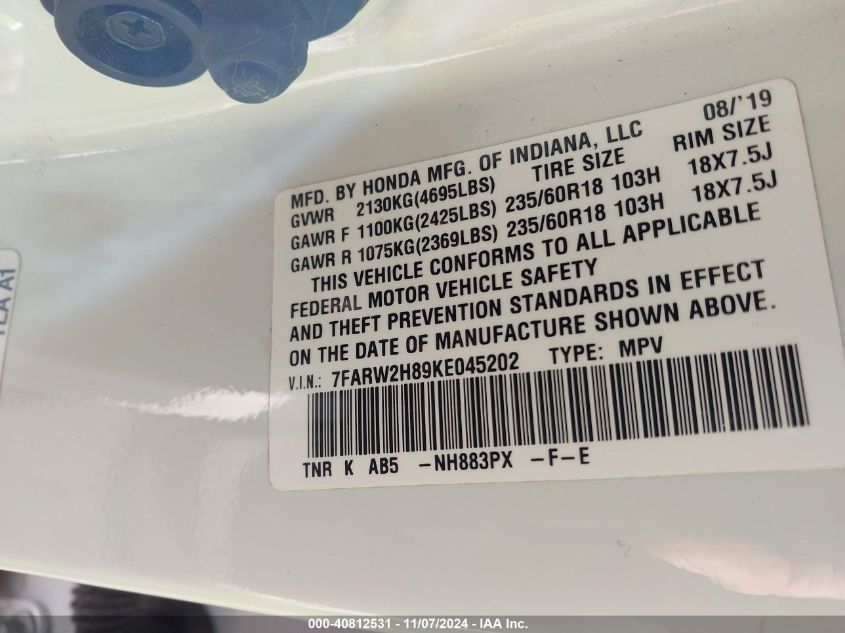 08/'19
MFD. BY HONDA MFG. OF INDIANA, LLC
GVWR 2130KG(4695LBS) TIRE SIZE RIM SIZE
GAWR F 1100KG(2425LBS) 235/60R18 103H 18X7.5J
GAWR R 1075KG(2369LBS) 235/60R18 103H 18X7.5J
THIS VEHICLE CONFORMS TO ALL APPLICABLE
FEDERAL MOTOR VEHICLE SAFETY
AND THEFT PREVENTION STANDARDS IN EFFECT
ON THE DATE OF MANUFACTURE SHOWN ABOVE.
V.I.N.: 7FARW2H89KE045202 TYPE: MPV
TNR K AB5 -NH883PX -F-E
TLA A1
000-40812531 - 11/07/2024 - IAA Inc.